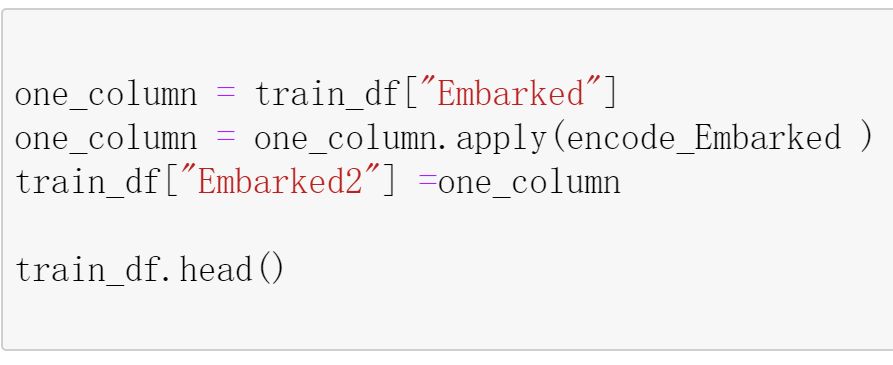 one_column = train_df["Embarked"]
one_column = one_column.apply(encode_Embarked )
train_df["Embarked2"] =one_column
train_df.head()